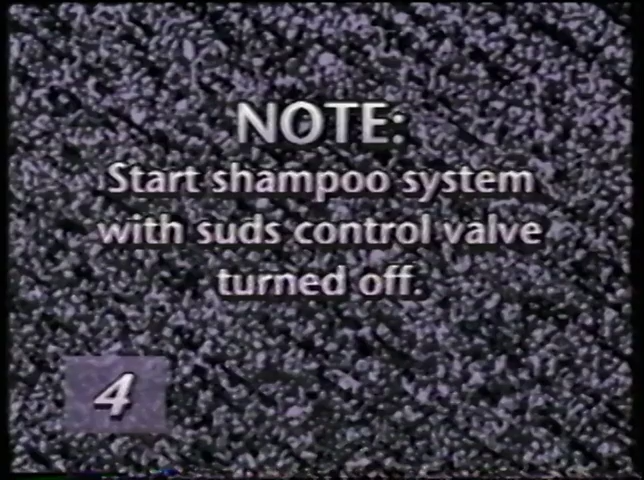 NOTE:
Start shampoo system
with suds control valve
turned off.
4